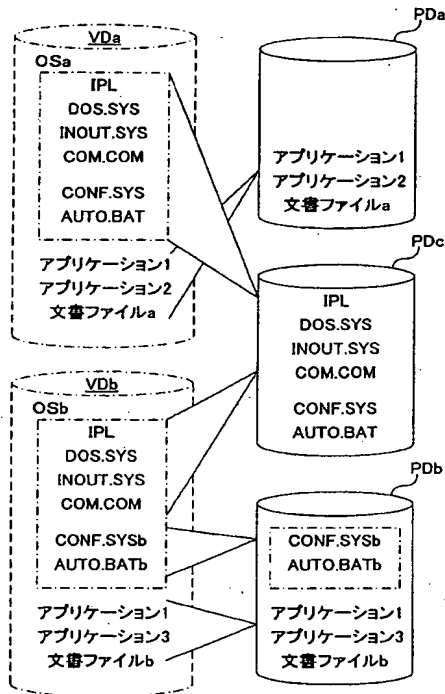 VDa
OSa
IPL
DOS.SYS
INOUT.SYS
COM.COM
CONF.SYS
AUTO.BAT
アプリケーション1
アプリケーション2
文書ファイルa
PDa
アプリケーション1
アプリケーション2
文書ファイルa
PDc
IPL
DOS.SYS
INOUT.SYS
COM.COM
CONF.SYS
AUTO.BAT
VDb
OSb
IPL
DOS.SYS
INOUT.SYS
COM.COM
CONF.SYSb
AUTO.BATb
アプリケーション1
アプリケーション3
文書ファイルb
PDb
CONF.SYSb
AUTO.BATb
アプリケーション1
アプリケーション3
文書ファイルb